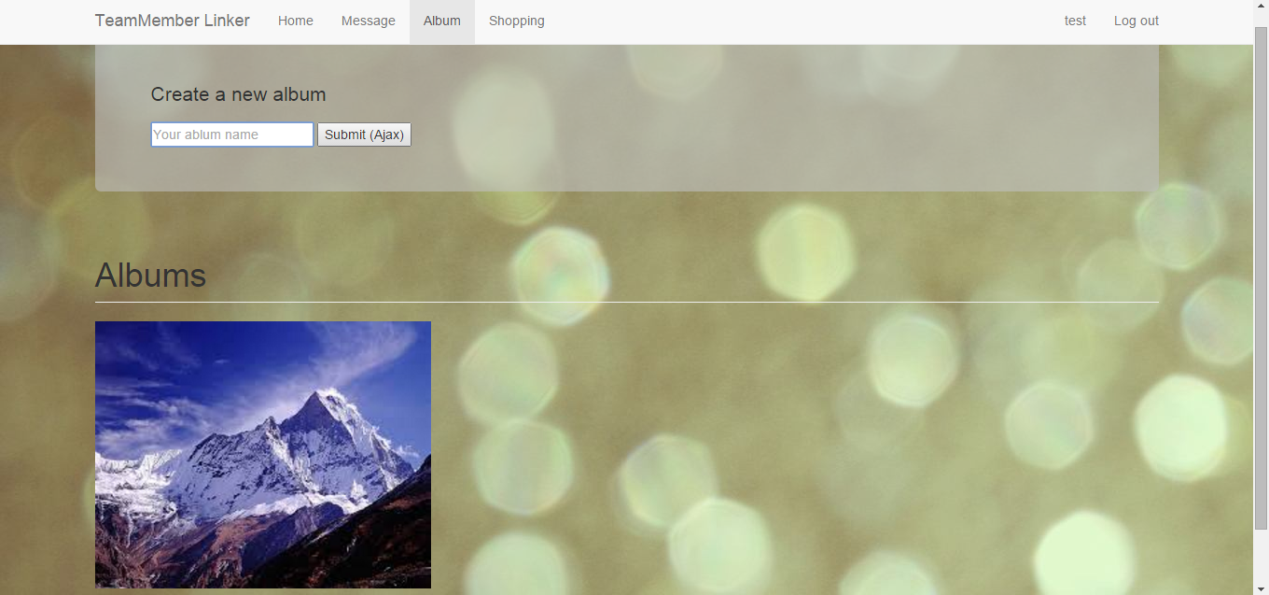 TeamMember Linker Home Message Album Shopping test Log out
Create a new album
Your ablum name Submit (Ajax)
Albums